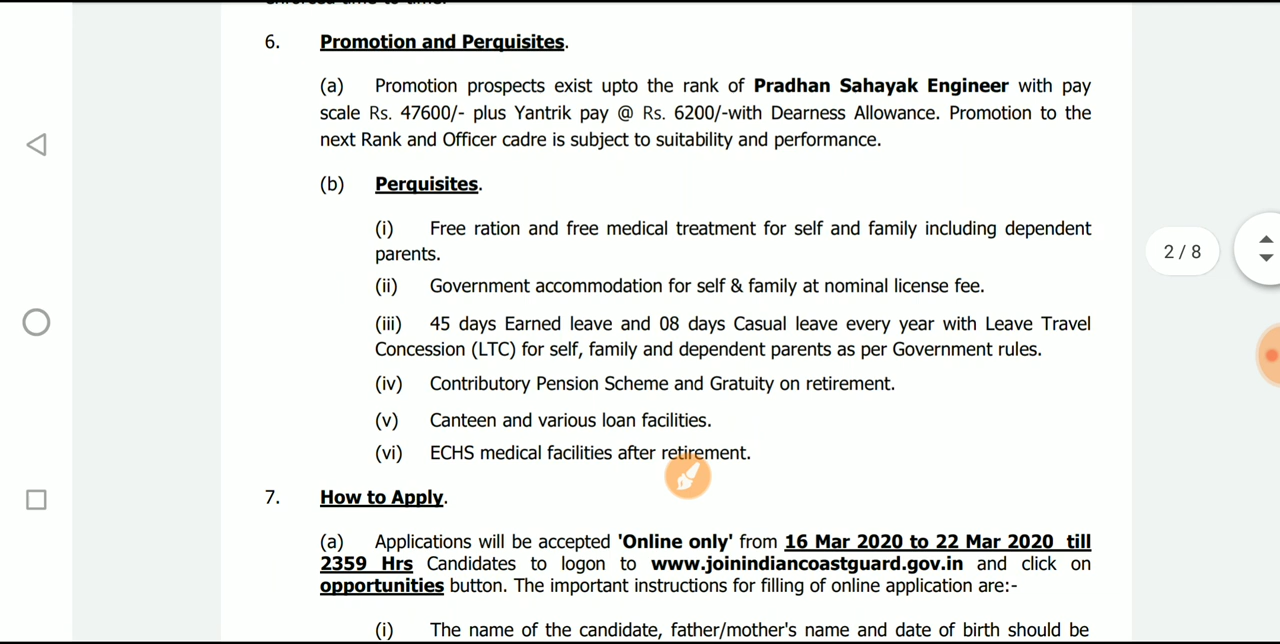 6. Promotion and Perquisites.
(a) Promotion prospects exist upto the rank of Pradhan Sahayak Engineer with pay
scale Rs. 47600/- plus Yantrik pay @ Rs. 6200/-with Dearness Allowance. Promotion to the
next Rank and Officer cadre is subject to suitability and performance.
(b) Perquisites.
(i) Free ration and free medical treatment for self and family including dependent
parents.
(ii) Government accommodation for self & family at nominal license fee.
2 / 8
(iii) 45 days Earned leave and 08 days Casual leave every year with Leave Travel
Concession (LTC) for self, family and dependent parents as per Government rules.
(iv) Contributory Pension Scheme and Gratuity on retirement.
(v) Canteen and various loan facilities.
(vi) ECHS medical facilities after retirement.
7. How to Apply.
(a) Applications will be accepted 'Online only' from 16 Mar 2020 to 22 Mar 2020 till
2359 Hrs Candidates to logon to www.joinindiancoastguard.gov.in and click on
opportunities button. The important instructions for filling of online application are:-
(i) The name of the candidate, father/mother's name and date of birth should be